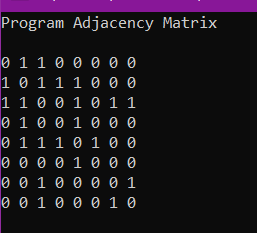 Program Adjacency Matrix
0 1 1 0 0 0 0 0
1 0 1 1 1 0 0 0
1 1 0 0 1 0 1 1
0 1 0 0 1 0 0 0
0 1 1 1 0 1 0 0
0 0 0 0 1 0 0 0
0 0 1 0 0 0 0 1
0 0 1 0 0 0 1 0